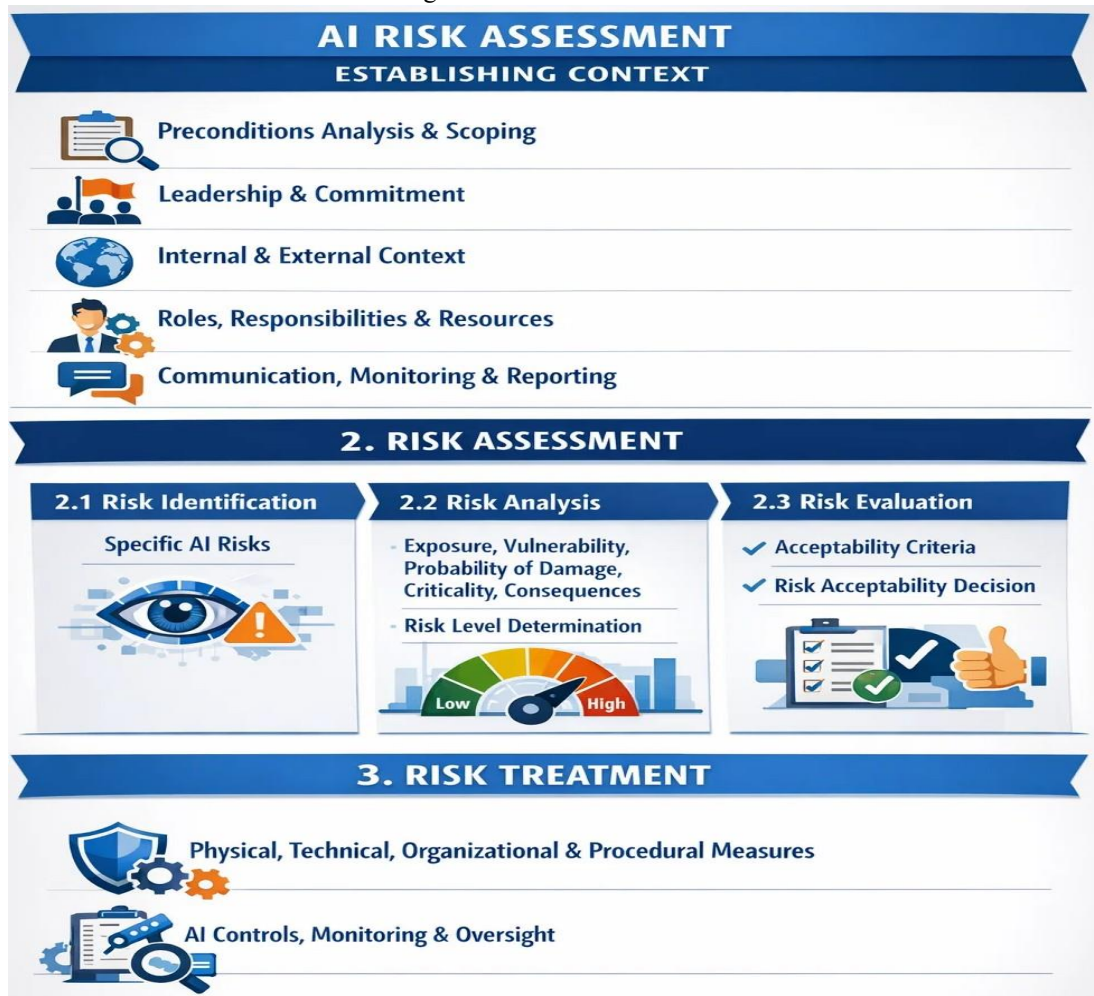 AI RISK ASSESSMENT
ESTABLISHING CONTEXT
Preconditions Analysis & Scoping
Leadership & Commitment
Internal & External Context
Roles, Responsibilities & Resources
Communication, Monitoring & Reporting
2. RISK ASSESSMENT
2.1 Risk Identification
Specific AI Risks
2.2 Risk Analysis
- Exposure, Vulnerability,
Probability of Damage,
Criticality, Consequences
- Risk Level Determination
Low
High
2.3 Risk Evaluation
✓ Acceptability Criteria
✓ Risk Acceptability Decision
3. RISK TREATMENT
Physical, Technical, Organizational & Procedural Measures
AI Controls, Monitoring & Oversight